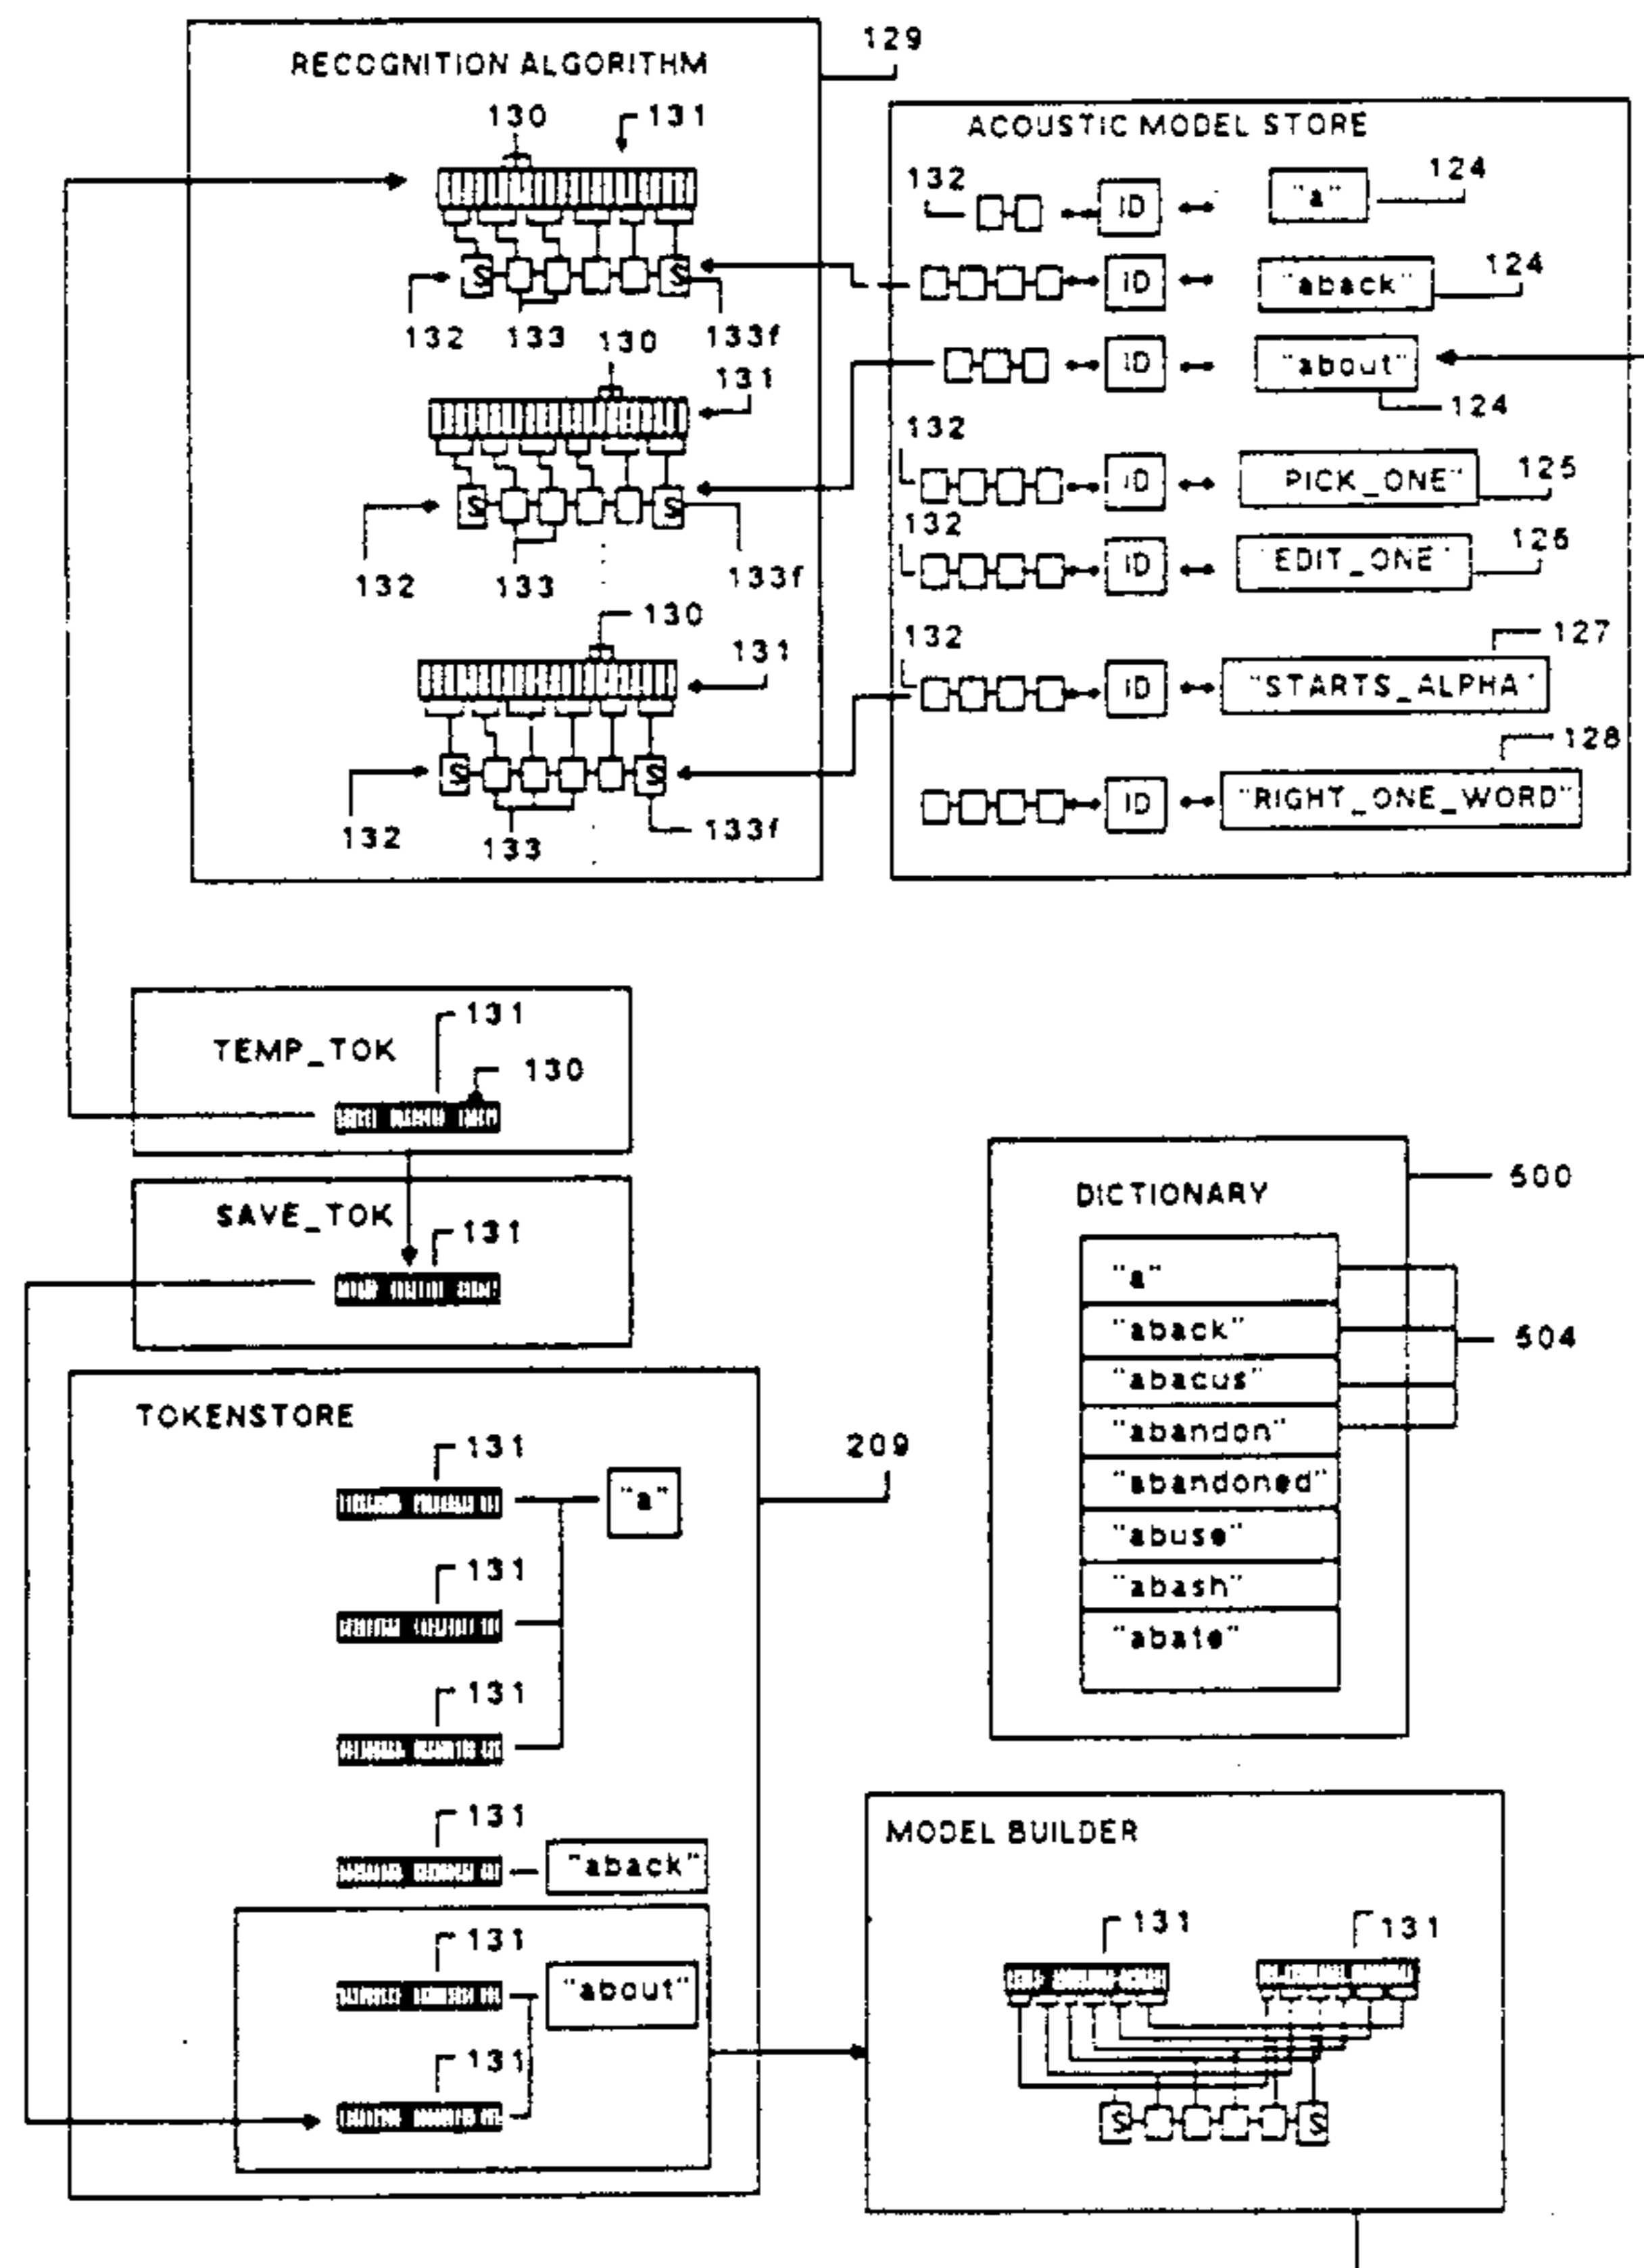 RECOGNITION ALGORITHM
129
130
131
S
S
132
133
133f
130
131
S
S
132
133
133f
130
131
S
S
132
133
133f
ACOUSTIC MODEL STORE
132
ID
"a"
124
ID
"aback"
124
ID
"about"
124
132
ID
PICK_ONE"
125
132
ID
"EDIT_ONE"
126
132
127
ID
"STARTS_ALPHA"
128
ID
"RIGHT_ONE_WORD"
TEMP_TOK
131
130
SAVE_TOK
131
TOKENSTORE
209
131
"a"
131
131
131
"aback"
131
"about"
131
DICTIONARY
500
504
"a"
"aback"
"abacus"
"abandon"
"abandoned"
"abuse"
"abash"
"abate"
MODEL BUILDER
131
131
S
S